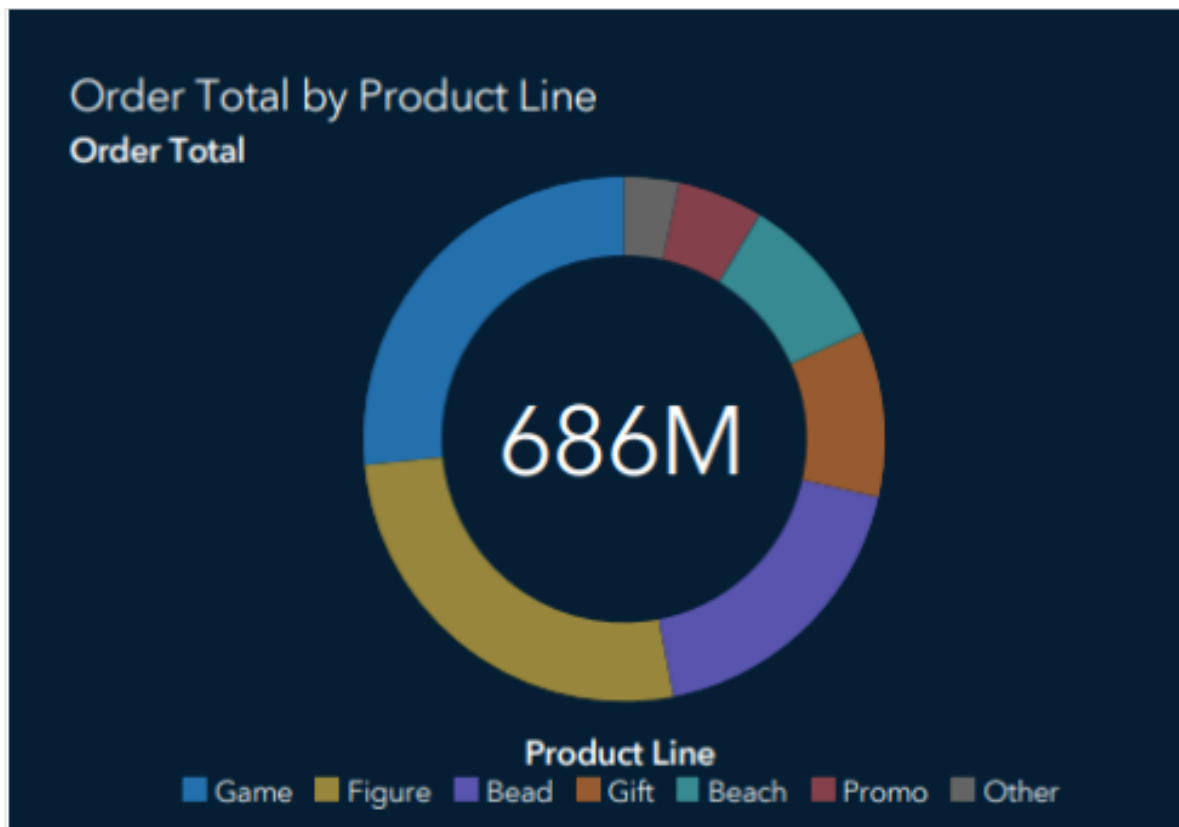 Order Total by Product Line
Order Total
686M
Product Line
Game Figure Bead Gift Beach Promo Other